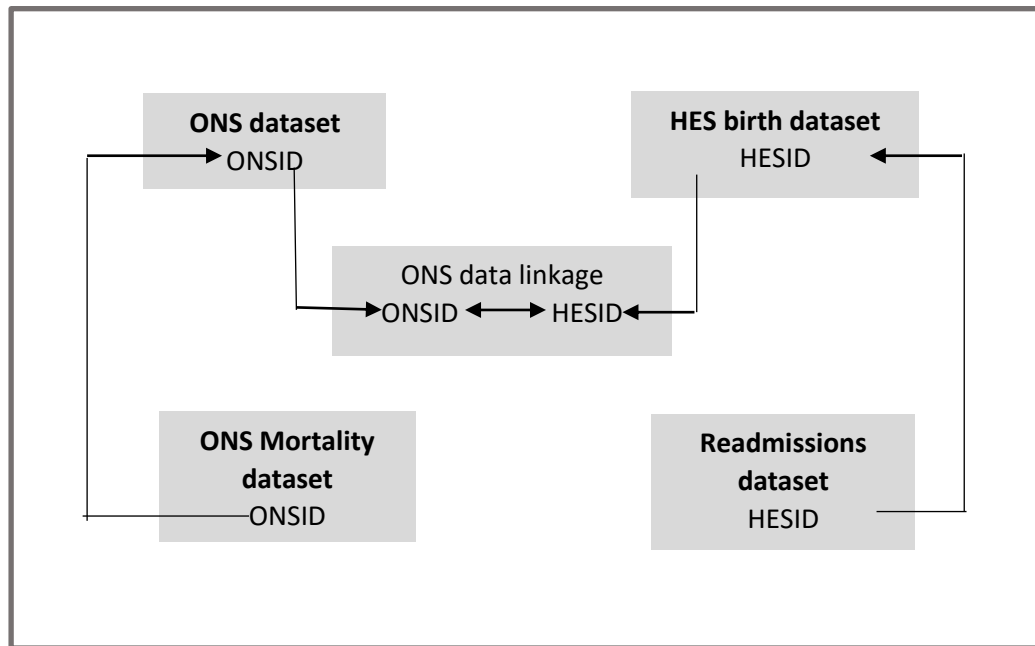 ONS dataset
ONSID
HES birth dataset
HESID
ONS data linkage
ONSID HESID
ONS Mortality
dataset
ONSID
Readmissions
dataset
HESID